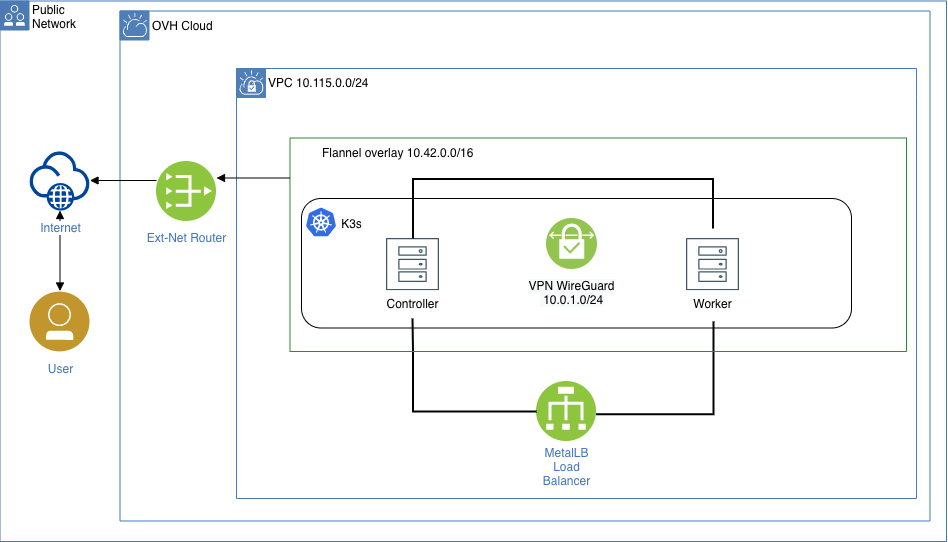 Public
Network
OVH Cloud
VPC 10.115.0.0/24
Flannel overlay 10.42.0.0/16
K3s
Internet
Ext-Net Router
VPN WireGuard
10.0.1.0/24
Controller
Worker
User
MetalLB
Load
Balancer